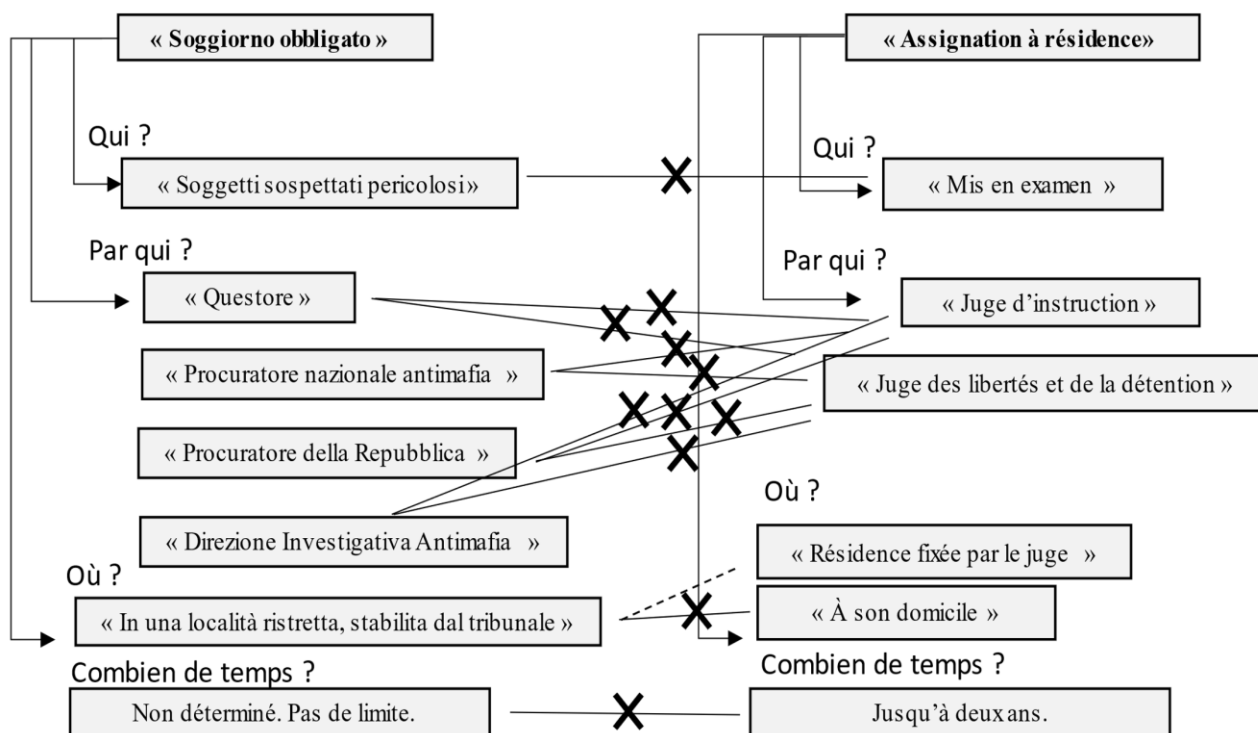 « Soggiorno obbligato »
« Assignation à résidence»
Qui ?
Qui ?
« Soggetti sospettati pericolosi»
« Mis en examen »
Par qui ?
Par qui ?
« Questore »
« Juge d’instruction »
« Procuratore nazionale antimafia »
« Juge des libertés et de la détention »
« Procuratore della Repubblica »
Où ?
« Direzione Investigativa Antimafia »
« Résidence fixée par le juge »
Où ?
« In una località ristretta, stabilita dal tribunale »
« À son domicile »
Combien de temps ?
Combien de temps ?
Non déterminé. Pas de limite.
Jusqu’à deux ans.